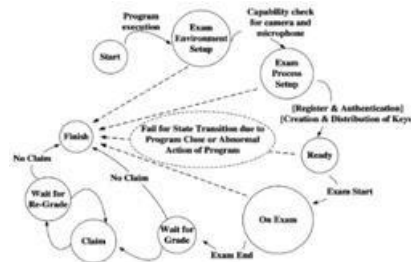 Program
execution
Exam
Environment
Setup
Capability check
for camera and
microphone
Start
Exam
Process
Setup
{Register & Authentication}
{Creation & Distribution of Keys
Finish
Fail for State Transition due to
Program Close or Abnormal
Action of Program
Ready
No Claim
No Claim
Exam Start
Wait for
Re-Grade
On Exam
Wait for
Grade
Claim
Exam End